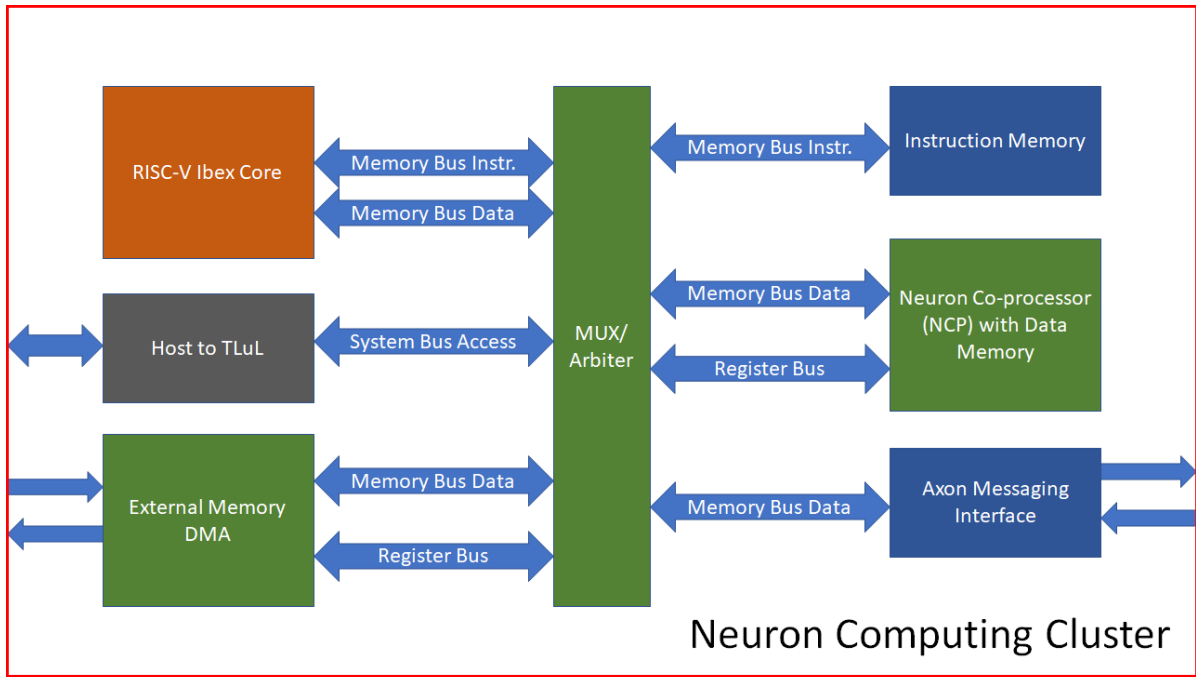 RISC-V Ibex Core
Memory Bus Instr.
Memory Bus Data
Host to TLuL
System Bus Access
External Memory
DMA
Memory Bus Data
Register Bus
MUX/
Arbiter
Memory Bus Instr.
Instruction Memory
Memory Bus Data
Register Bus
Neuron Co-processor
(NCP) with Data
Memory
Memory Bus Data
Axon Messaging
Interface
Neuron Computing Cluster